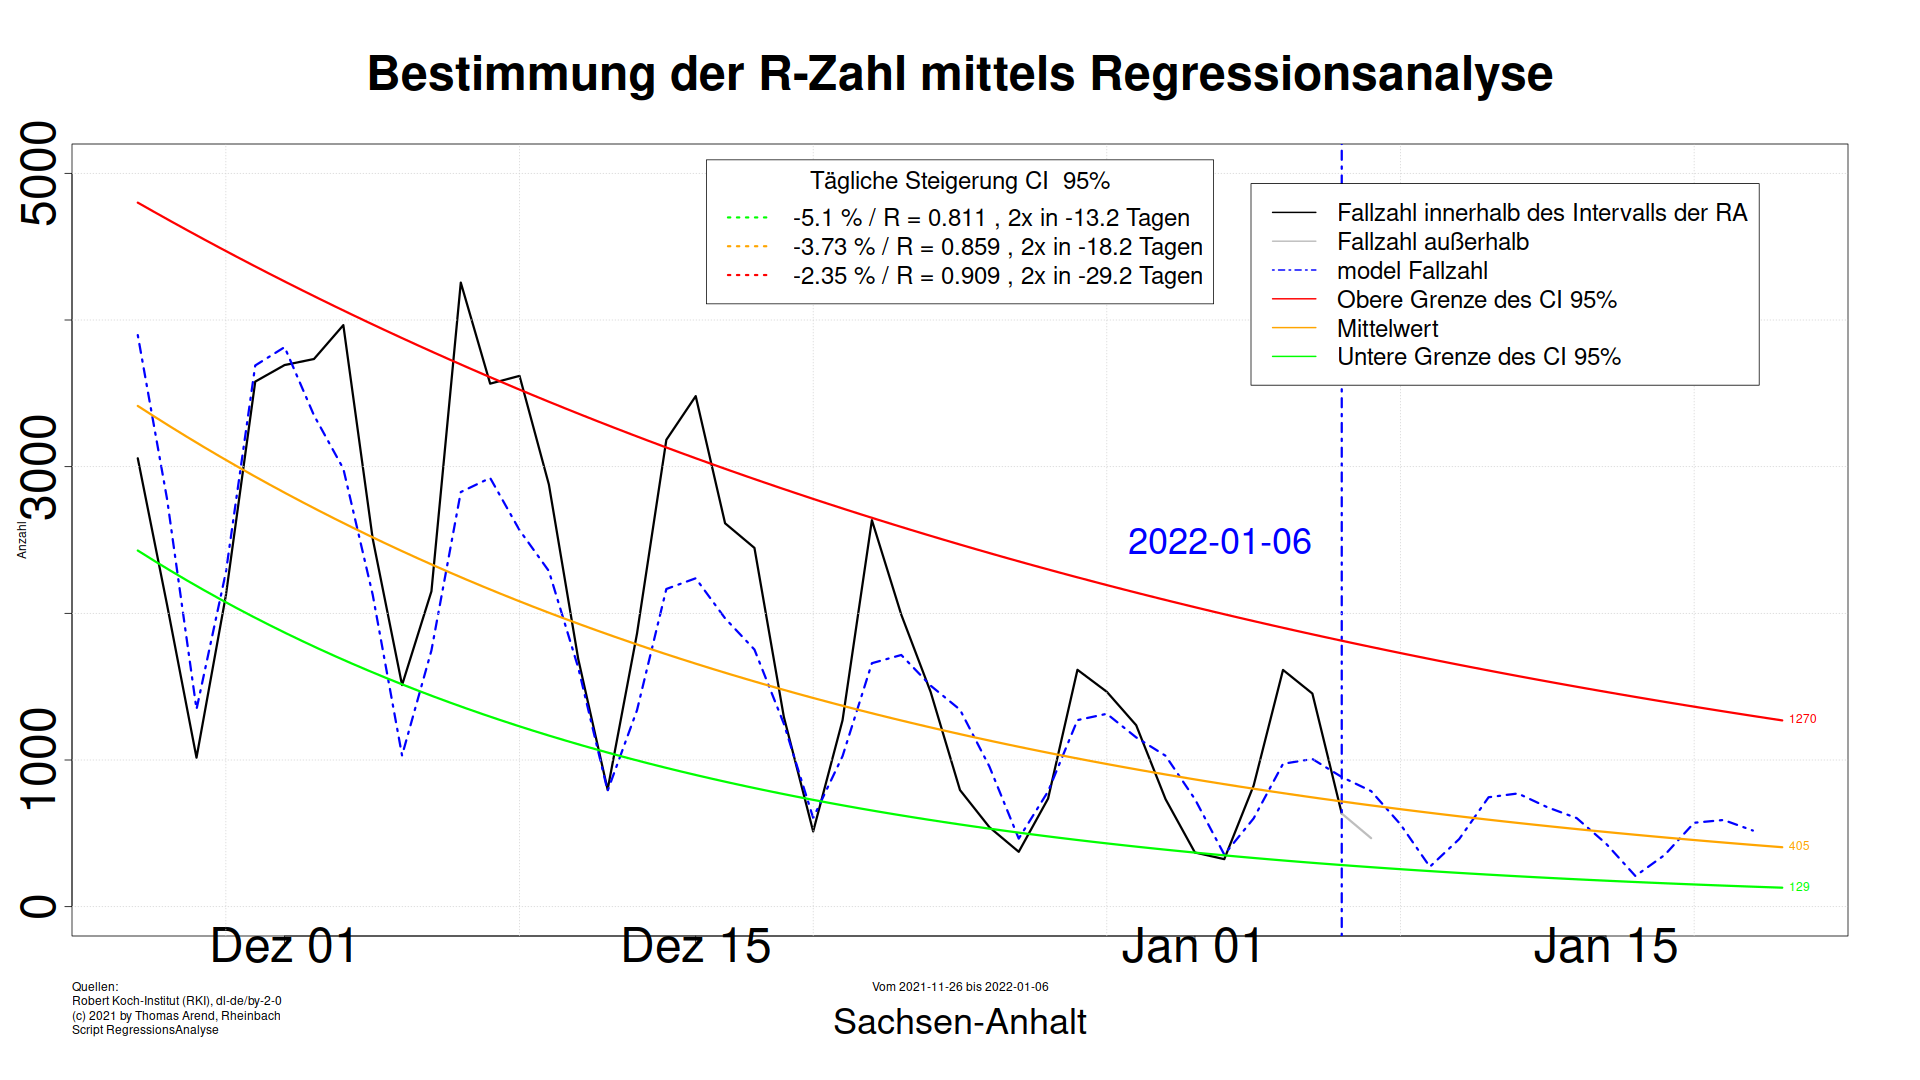 Bestimmung der R-Zahl mittels Regressionsanalyse
5000
3000
1000
0
Anzahl
Tägliche Steigerung CI  95%
-5.1 % / R = 0.811 , 2x in -13.2 Tagen
-3.73 % / R = 0.859 , 2x in -18.2 Tagen
-2.35 % / R = 0.909 , 2x in -29.2 Tagen
Fallzahl innerhalb des Intervalls der RA
Fallzahl außerhalb
model Fallzahl
Obere Grenze des CI 95%
Mittelwert
Untere Grenze des CI 95%
2022-01-06
1270
405
129
Dez 01
Dez 15
Jan 01
Jan 15
Quellen:
Robert Koch-Institut (RKI), dl-de/by-2-0
(c) 2021 by Thomas Arend, Rheinbach
Script RegressionsAnalyse
Vom 2021-11-26 bis 2022-01-06
Sachsen-Anhalt